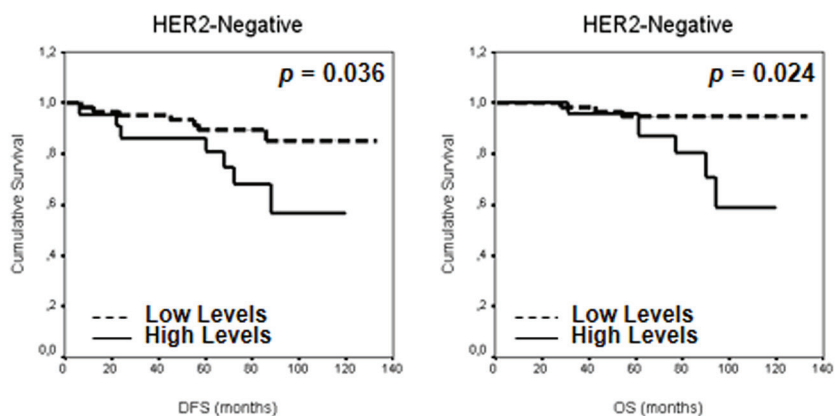 HER2-Negative
p = 0.036
Cumulative Survival
1,2
1,0
,8
,6
,4
,2
0,0
Low Levels
High Levels
0 20 40 60 80 100 120 140
DFS (months)
HER2-Negative
p = 0.024
Cumulative Survival
1,2
1,0
,8
,6
,4
,2
0,0
Low Levels
High Levels
0 20 40 60 80 100 120 140
OS (months)